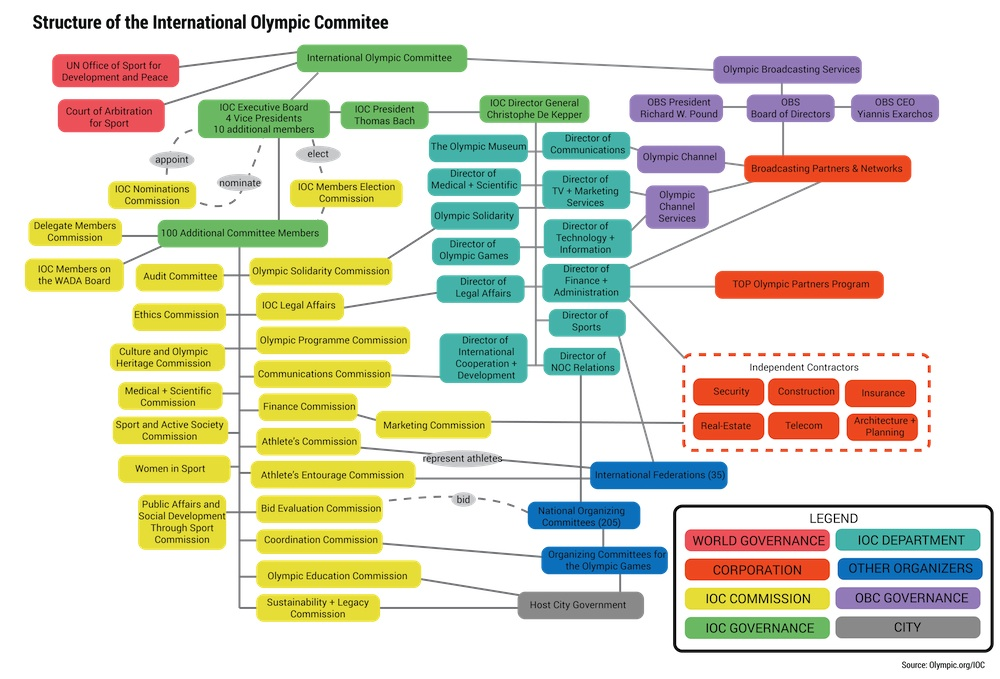 Structure of the International Olympic Commitee
International Olympic Committee
UN Office of Sport for
Development and Peace
Olympic Broadcasting Services
Court of Arbitration
for Sport
IOC Executive Board
4 Vice Presidents
10 additional members
IOC President
Thomas Bach
IOC Director General
Christophe De Kepper
OBS President
Richard W. Pound
OBS
Board of Directors
OBS CEO
Yiannis Exarchos
appoint
elect
nominate
The Olympic Museum
Director of
Communications
Olympic Channel
Broadcasting Partners & Networks
IOC Nominations
Commission
IOC Members Election
Commission
Director of
Medical + Scientific
Director of
TV + Marketing
Services
Olympic
Channel
Services
Delegate Members
Commission
100 Additional Committee Members
Olympic Solidarity
Director of
Technology +
Information
Director of
Olympic Games
IOC Members on
the WADA Board
Audit Committee
Olympic Solidarity Commission
Director of
Legal Affairs
Director of
Finance +
Administration
TOP Olympic Partners Program
Ethics Commission
IOC Legal Affairs
Director of
Sports
Olympic Programme Commission
Culture and Olympic
Heritage Commission
Director of
International
Cooperation +
Development
Director of
NOC Relations
Communications Commission
Independent Contractors
Security
Construction
Insurance
Real-Estate
Telecom
Architecture +
Planning
Medical + Scientific
Commission
Finance Commission
Marketing Commission
Sport and Active Society
Commission
Athlete's Commission
represent athletes
Women in Sport
Athlete's Entourage Commission
International Federations (35)
Public Affairs and
Social Development
Through Sport
Commission
Bid Evaluation Commission
bid
National Organizing
Committees (205)
Coordination Commission
Organizing Committees for
the Olympic Games
Olympic Education Commission
Sustainability + Legacy
Commission
Host City Government
LEGEND
WORLD GOVERNANCE
IOC DEPARTMENT
CORPORATION
OTHER ORGANIZERS
IOC COMMISSION
OBC GOVERNANCE
IOC GOVERNANCE
CITY
Source: Olympic.org/IOC